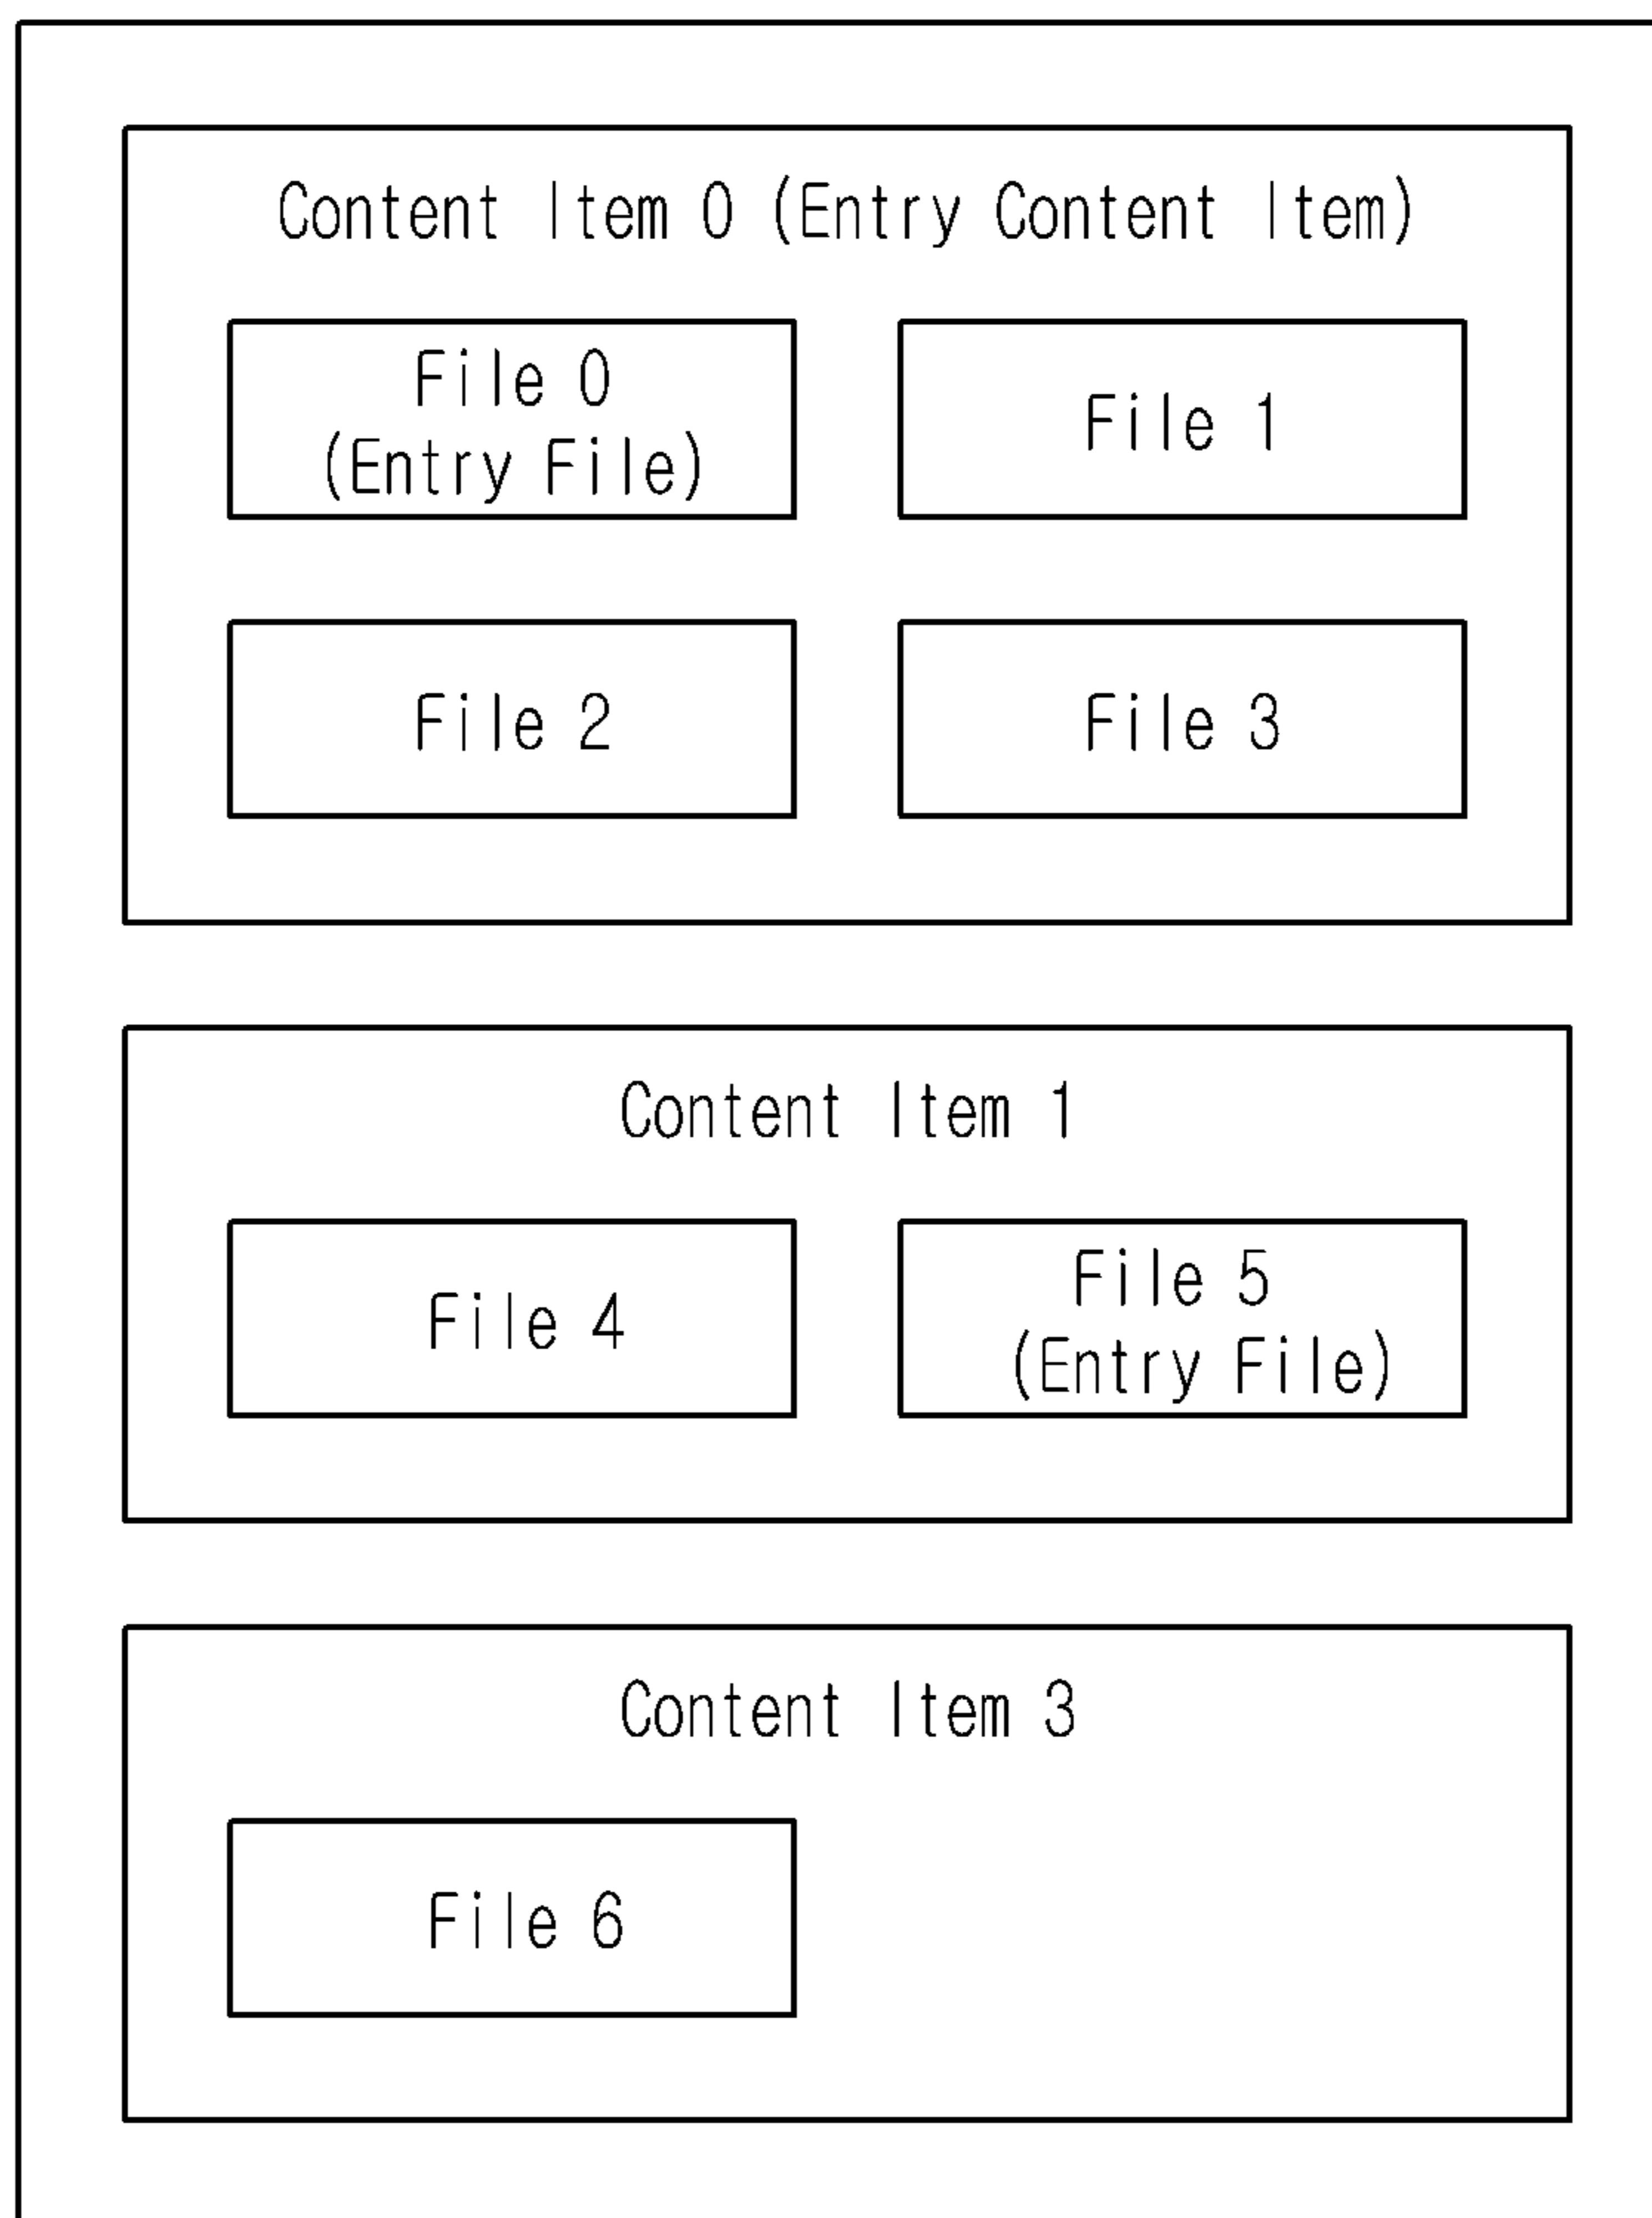 Content Item 0 (Entry Content Item)
File 0
(Entry File)
File 1
File 2
File 3
Content Item 1
File 4
File 5
(Entry File)
Content Item 3
File 6